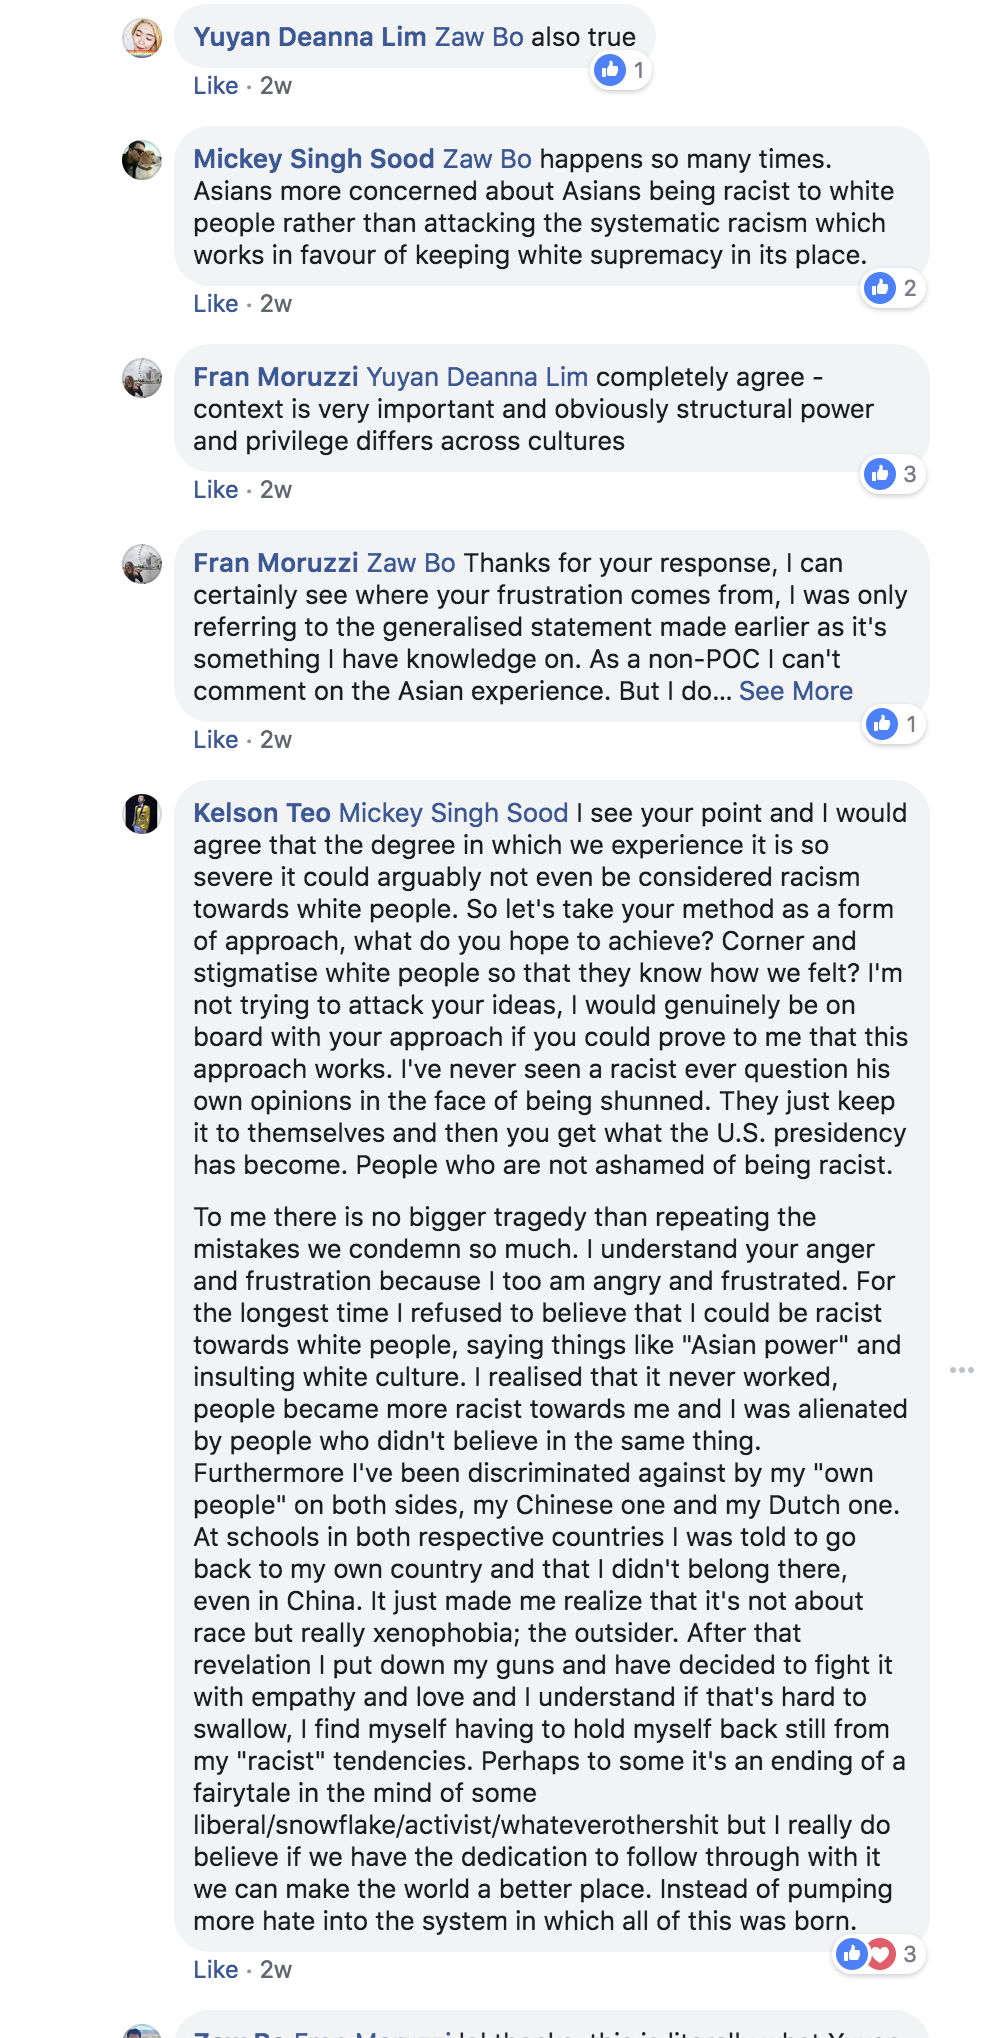 Yuyan Deanna Lim Zaw Bo also true
1
Like · 2w
Mickey Singh Sood Zaw Bo happens so many times.
Asians more concerned about Asians being racist to white
people rather than attacking the systematic racism which
works in favour of keeping white supremacy in its place.
2
Like · 2w
Fran Moruzzi Yuyan Deanna Lim completely agree -
context is very important and obviously structural power
and privilege differs across cultures
3
Like · 2w
Fran Moruzzi Zaw Bo Thanks for your response, I can
certainly see where your frustration comes from, I was only
referring to the generalised statement made earlier as it's
something I have knowledge on. As a non-POC I can't
comment on the Asian experience. But I do... See More
1
Like · 2w
Kelson Teo Mickey Singh Sood I see your point and I would
agree that the degree in which we experience it is so
severe it could arguably not even be considered racism
towards white people. So let's take your method as a form
of approach, what do you hope to achieve? Corner and
stigmatise white people so that they know how we felt? I'm
not trying to attack your ideas, I would genuinely be on
board with your approach if you could prove to me that this
approach works. I've never seen a racist ever question his
own opinions in the face of being shunned. They just keep
it to themselves and then you get what the U.S. presidency
has become. People who are not ashamed of being racist.
To me there is no bigger tragedy than repeating the
mistakes we condemn so much. I understand your anger
and frustration because I too am angry and frustrated. For
the longest time I refused to believe that I could be racist
towards white people, saying things like "Asian power" and
insulting white culture. I realised that it never worked,
people became more racist towards me and I was alienated
by people who didn't believe in the same thing.
Furthermore I've been discriminated against by my "own
people" on both sides, my Chinese one and my Dutch one.
At schools in both respective countries I was told to go
back to my own country and that I didn't belong there,
even in China. It just made me realize that it's not about
race but really xenophobia; the outsider. After that
revelation I put down my guns and have decided to fight it
with empathy and love and I understand if that's hard to
swallow, I find myself having to hold myself back still from
my "racist" tendencies. Perhaps to some it's an ending of a
fairytale in the mind of some
liberal/snowflake/activist/whateverothershit but I really do
believe if we have the dedication to follow through with it
we can make the world a better place. Instead of pumping
more hate into the system in which all of this was born.
3
Like · 2w
Zaw Bo Fran Moruzzi lol thanks, this is literally what Yuyan